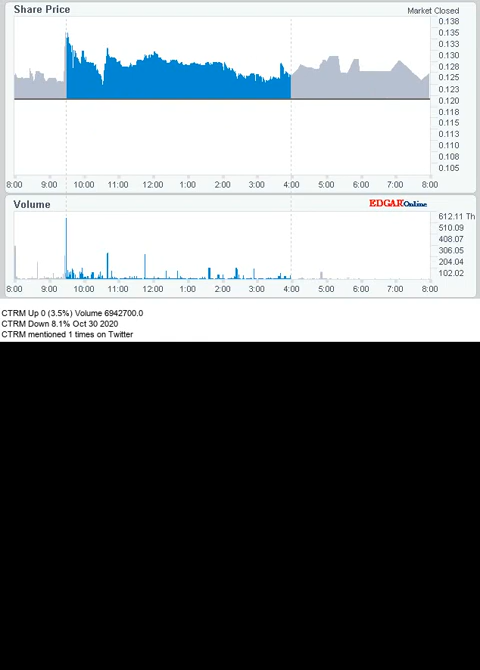 Share Price
Market Closed
0.138
0.135
0.133
0.130
0.128
0.125
0.123
0.120
0.118
0.115
0.113
0.110
0.108
0.105
8:00 9:00 10:00 11:00 12:00 1:00 2:00 3:00 4:00 5:00 6:00 7:00 8:00
Volume
EDGAR Online
612.11 Th
510.09
408.07
306.05
204.04
102.02
8:00 9:00 10:00 11:00 12:00 1:00 2:00 3:00 4:00 5:00 6:00 7:00 8:00
CTRM Up 0 (3.5%) Volume 6942700.0
CTRM Down 8.1% Oct 30 2020
CTRM mentioned 1 times on Twitter